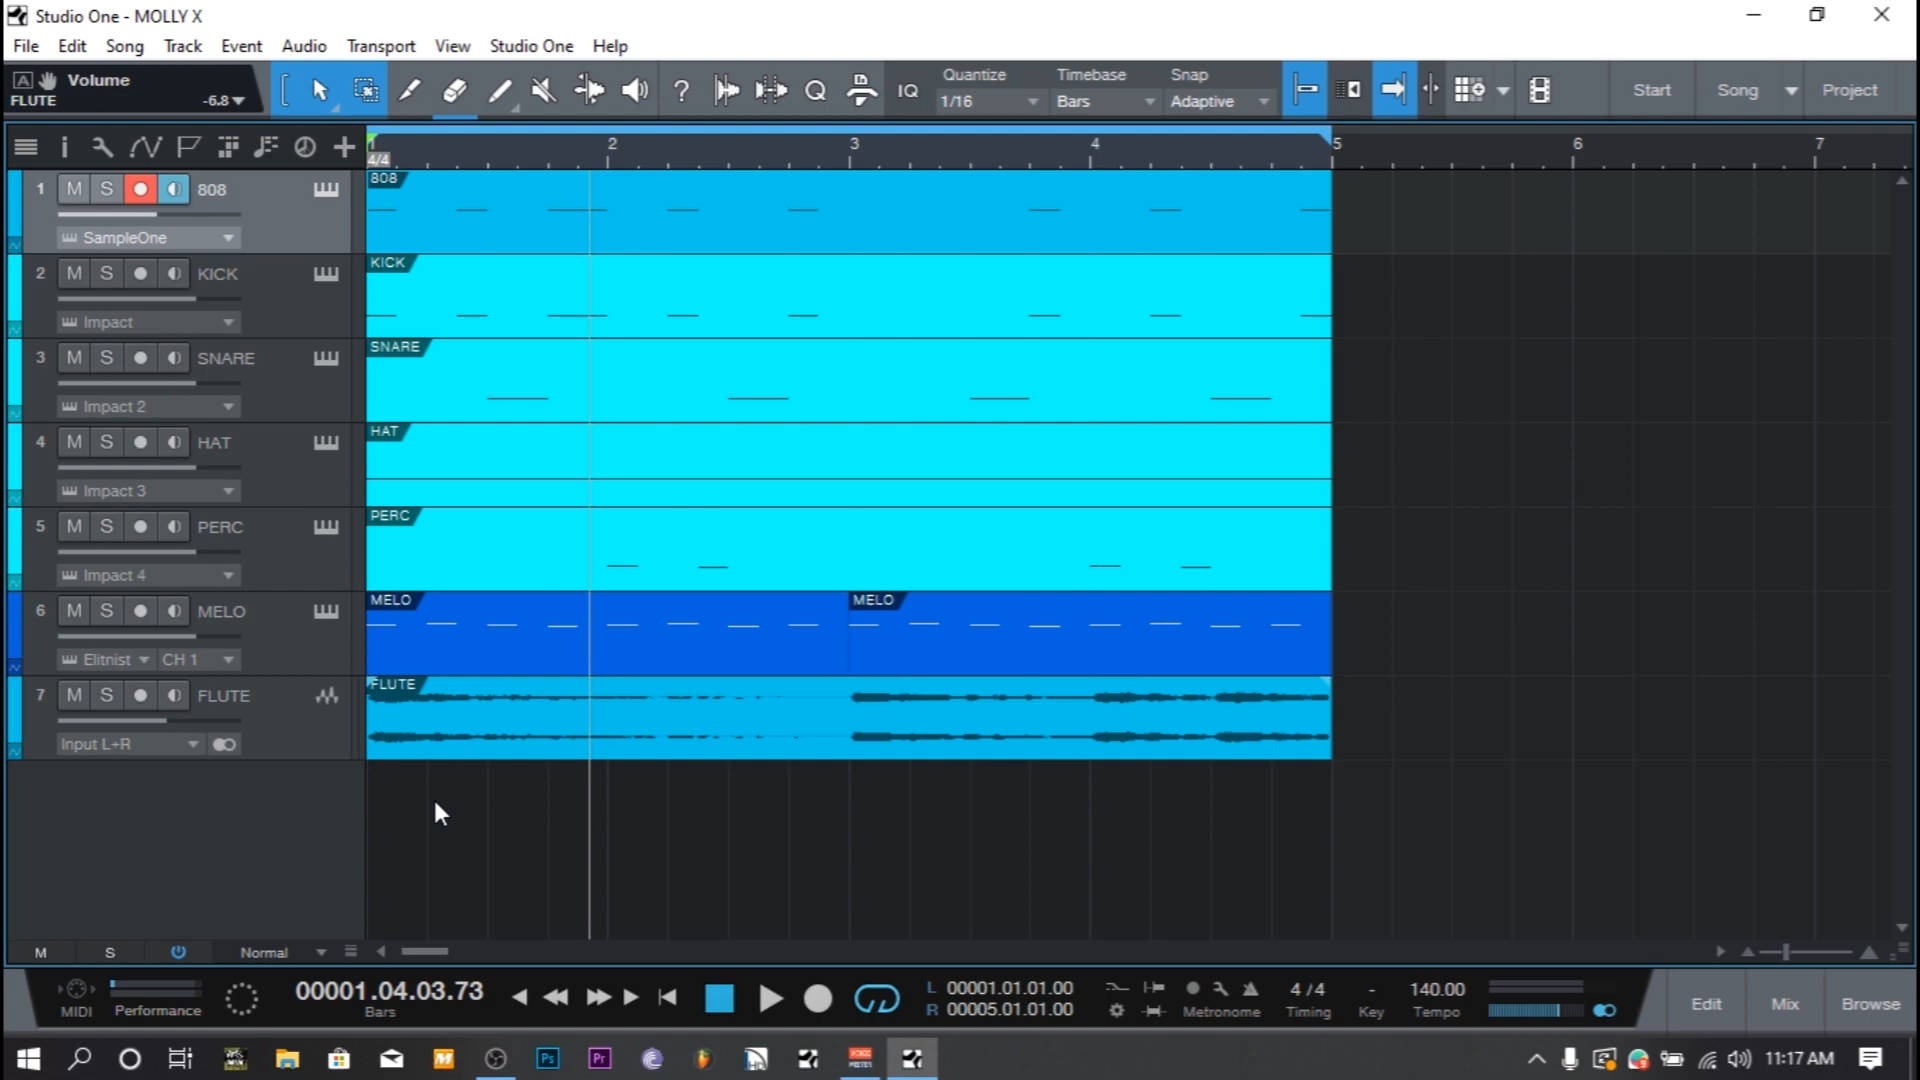 Studio One - MOLLY X
File Edit Song Track Event Audio Transport View Studio One Help
A Volume
FLUTE -6.8
Quantize Timebase Snap
1/16 Bars Adaptive
? Q IQ Start Song Project
1 2 3 4 5 6 7
4/4
1 M S 808
SampleOne
808
2 M S KICK
Impact
KICK
3 M S SNARE
Impact 2
SNARE
4 M S HAT
Impact 3
HAT
5 M S PERC
Impact 4
PERC
6 M S MELO
Elitnist CH 1
MELO MELO
7 M S FLUTE
Input L+R
FLUTE
M S Normal
MIDI Performance
00001.04.03.73
Bars
L 00001.01.01.00
R 00005.01.01.00
Metronome
4 / 4
Timing
-
Key
140.00
Tempo
Edit Mix Browse
Ps Pr 11:17 AM